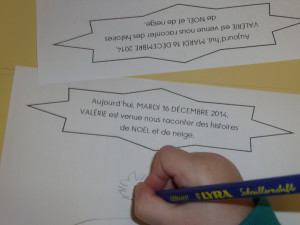 Aujourd'hui, MARDI 16 DÉCEMBRE 2014,
VALÉRIE est venue nous raconter des histoires
de NOËL et de neige.
Aujourd'hui, MARDI 16 DÉCEMBRE 2014,
VALÉRIE est venue nous raconter des histoires
de NOËL et de neige.
LYRA